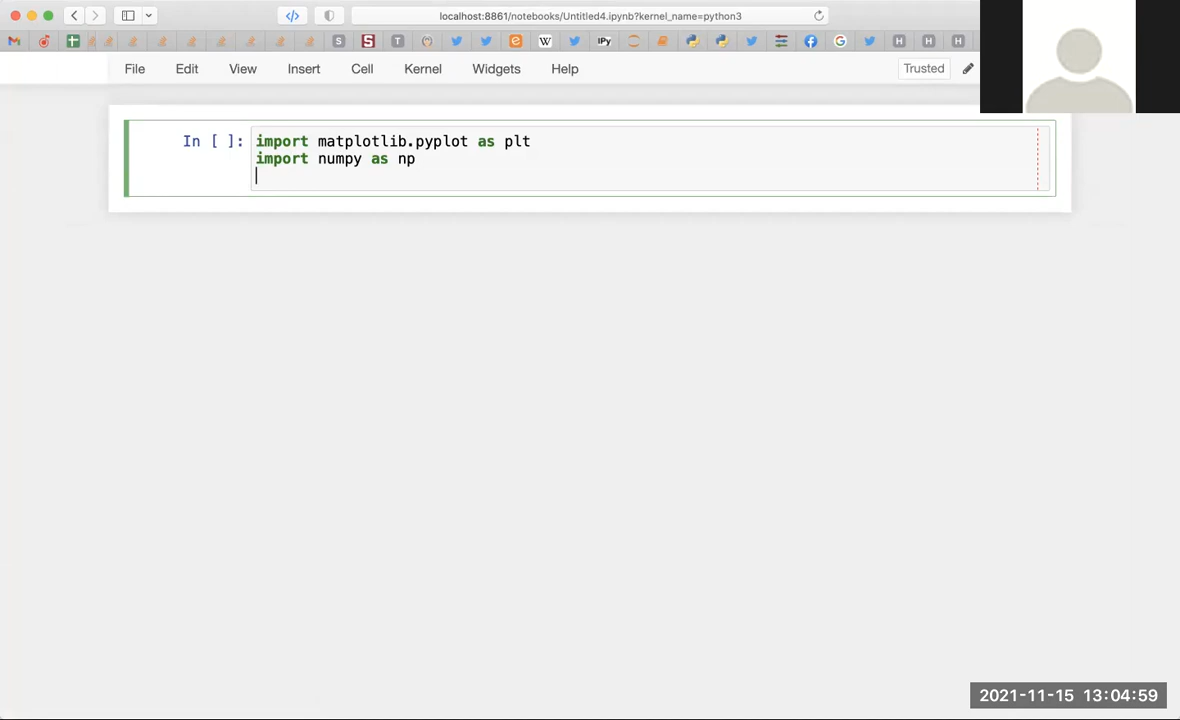 localhost:8861/notebooks/Untitled4.ipynb?kernel_name=python3
S S T e W IPy G H H H
File Edit View Insert Cell Kernel Widgets Help Trusted
In [ ]: import matplotlib.pyplot as plt
import numpy as np
2021-11-15 13:04:59